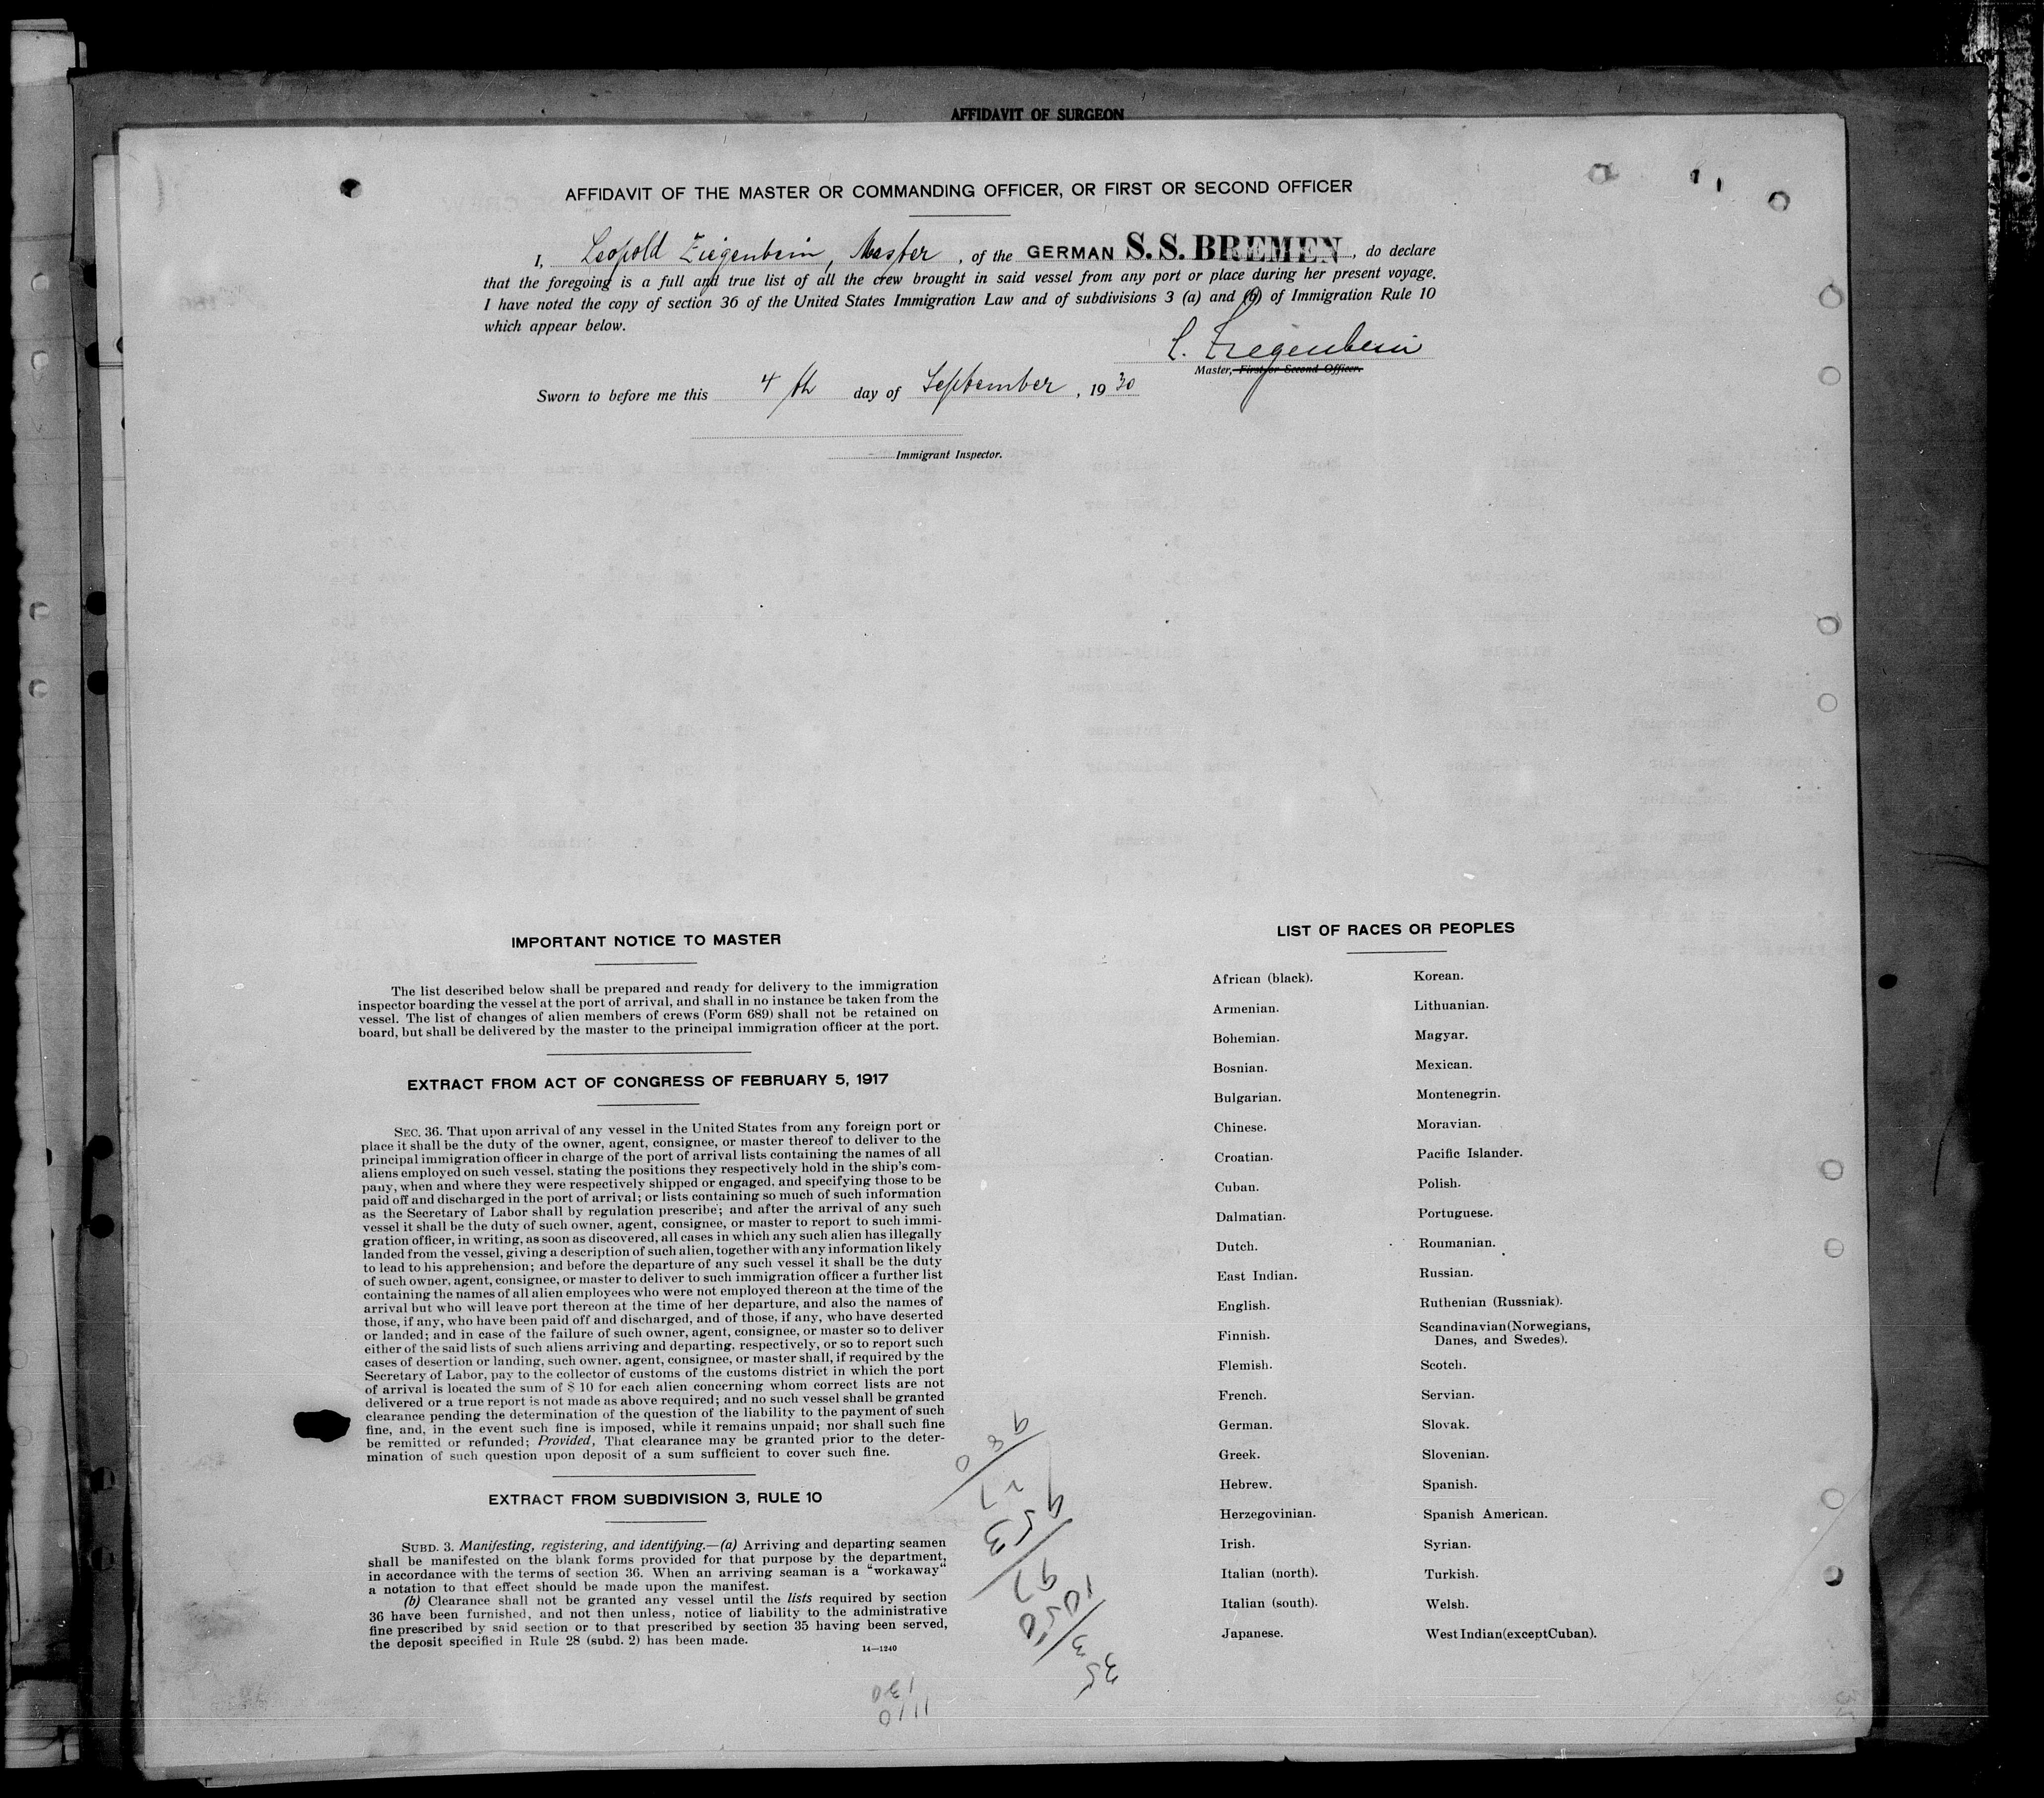 AFFIDAVIT OF SURGEON
AFFIDAVIT OF THE MASTER OR COMMANDING OFFICER, OR FIRST OR SECOND OFFICER
I, Leopold Ziegenbein, Master, of the GERMAN S. S. BREMEN, do declare
that the foregoing is a full and true list of all the crew brought in said vessel from any port or place during her present voyage.
I have noted the copy of section 36 of the United States Immigration Law and of subdivisions 3 (a) and (b) of Immigration Rule 10
which appear below.
L. Ziegenbein
Master, First or Second Officer.
Sworn to before me this 4th day of September, 1930
Immigrant Inspector.
IMPORTANT NOTICE TO MASTER
The list described below shall be prepared and ready for delivery to the immigration
inspector boarding the vessel at the port of arrival, and shall in no instance be taken from the
vessel. The list of changes of alien members of crews (Form 689) shall not be retained on
board, but shall be delivered by the master to the principal immigration officer at the port.
EXTRACT FROM ACT OF CONGRESS OF FEBRUARY 5, 1917
SEC. 36. That upon arrival of any vessel in the United States from any foreign port or
place it shall be the duty of the owner, agent, consignee, or master thereof to deliver to the
principal immigration officer in charge of the port of arrival lists containing the names of all
aliens employed on such vessel, stating the positions they respectively hold in the ship's com-
pany, when and where they were respectively shipped or engaged, and specifying those to be
paid off and discharged in the port of arrival; or lists containing so much of such information
as the Secretary of Labor shall by regulation prescribe; and after the arrival of any such
vessel it shall be the duty of such owner, agent, consignee, or master to report to such immi-
gration officer, in writing, as soon as discovered, all cases in which any such alien has illegally
landed from the vessel, giving a description of such alien, together with any information likely
to lead to his apprehension; and before the departure of any such vessel it shall be the duty
of such owner, agent, consignee, or master to deliver to such immigration officer a further list
containing the names of all alien employees who were not employed thereon at the time of the
arrival but who will leave port thereon at the time of her departure, and also the names of
those, if any, who have been paid off and discharged, and of those, if any, who have deserted
or landed; and in case of the failure of such owner, agent, consignee, or master so to deliver
either of the said lists of such aliens arriving and departing, respectively, or so to report such
cases of desertion or landing, such owner, agent, consignee, or master shall, if required by the
Secretary of Labor, pay to the collector of customs of the customs district in which the port
of arrival is located the sum of $ 10 for each alien concerning whom correct lists are not
delivered or a true report is not made as above required; and no such vessel shall be granted
clearance pending the determination of the question of the liability to the payment of such
fine, and, in the event such fine is imposed, while it remains unpaid; nor shall such fine
be remitted or refunded; Provided, That clearance may be granted prior to the deter-
mination of such question upon deposit of a sum sufficient to cover such fine.
EXTRACT FROM SUBDIVISION 3, RULE 10
SUBD. 3. Manifesting, registering, and identifying.—(a) Arriving and departing seamen
shall be manifested on the blank forms provided for that purpose by the department,
in accordance with the terms of section 36. When an arriving seaman is a "workaway"
a notation to that effect should be made upon the manifest.
(b) Clearance shall not be granted any vessel until the lists required by section
36 have been furnished, and not then unless, notice of liability to the administrative
fine prescribed by said section or to that prescribed by section 35 having been served,
the deposit specified in Rule 28 (subd. 2) has been made.
14—1240
LIST OF RACES OR PEOPLES
African (black).
Armenian.
Bohemian.
Bosnian.
Bulgarian.
Chinese.
Croatian.
Cuban.
Dalmatian.
Dutch.
East Indian.
English.
Finnish.
Flemish.
French.
German.
Greek.
Hebrew.
Herzegovinian.
Irish.
Italian (north).
Italian (south).
Japanese.
Korean.
Lithuanian.
Magyar.
Mexican.
Montenegrin.
Moravian.
Pacific Islander.
Polish.
Portuguese.
Roumanian.
Russian.
Ruthenian (Russniak).
Scandinavian(Norwegians,
Danes, and Swedes).
Scotch.
Servian.
Slovak.
Slovenian.
Spanish.
Spanish American.
Syrian.
Turkish.
Welsh.
West Indian(exceptCuban).
980
27
953
97
1050
35
1110
130